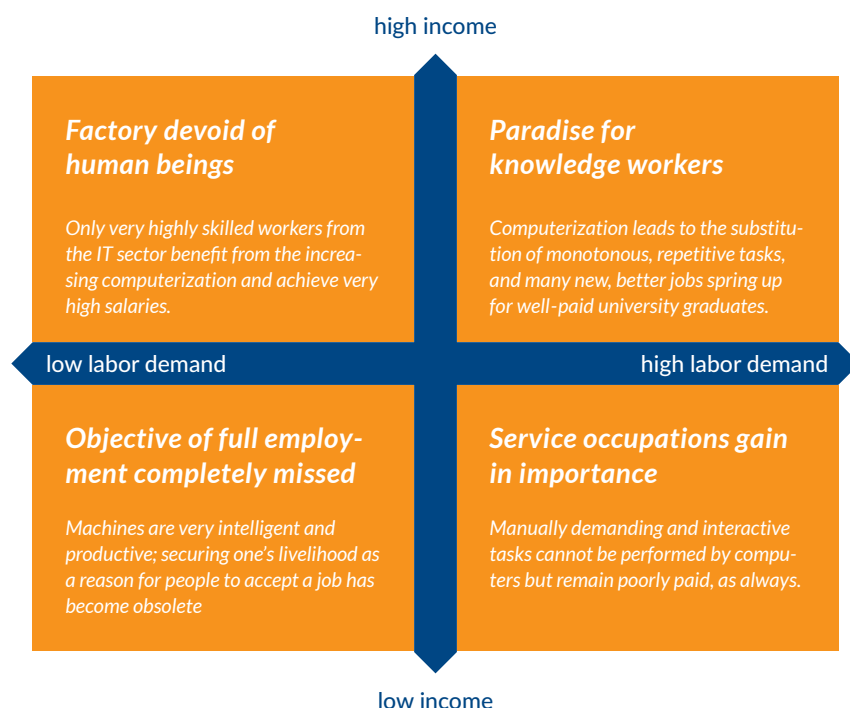 high income
Factory devoid of
human beings
Only very highly skilled workers from
the IT sector benefit from the increa-
sing computerization and achieve very
high salaries.
Paradise for
knowledge workers
Computerization leads to the substitu-
tion of monotonous, repetitive tasks,
and many new, better jobs spring up
for well-paid university graduates.
low labor demand
high labor demand
Objective of full employ-
ment completely missed
Machines are very intelligent and
productive; securing one’s livelihood as
a reason for people to accept a job has
become obsolete
Service occupations gain
in importance
Manually demanding and interactive
tasks cannot be performed by compu-
ters but remain poorly paid, as always.
low income